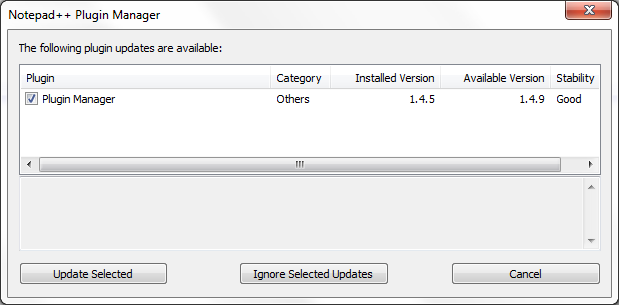 Notepad++ Plugin Manager
The following plugin updates are available:
Plugin Category Installed Version Available Version Stability
Plugin Manager Others 1.4.5 1.4.9 Good
Update Selected Ignore Selected Updates Cancel